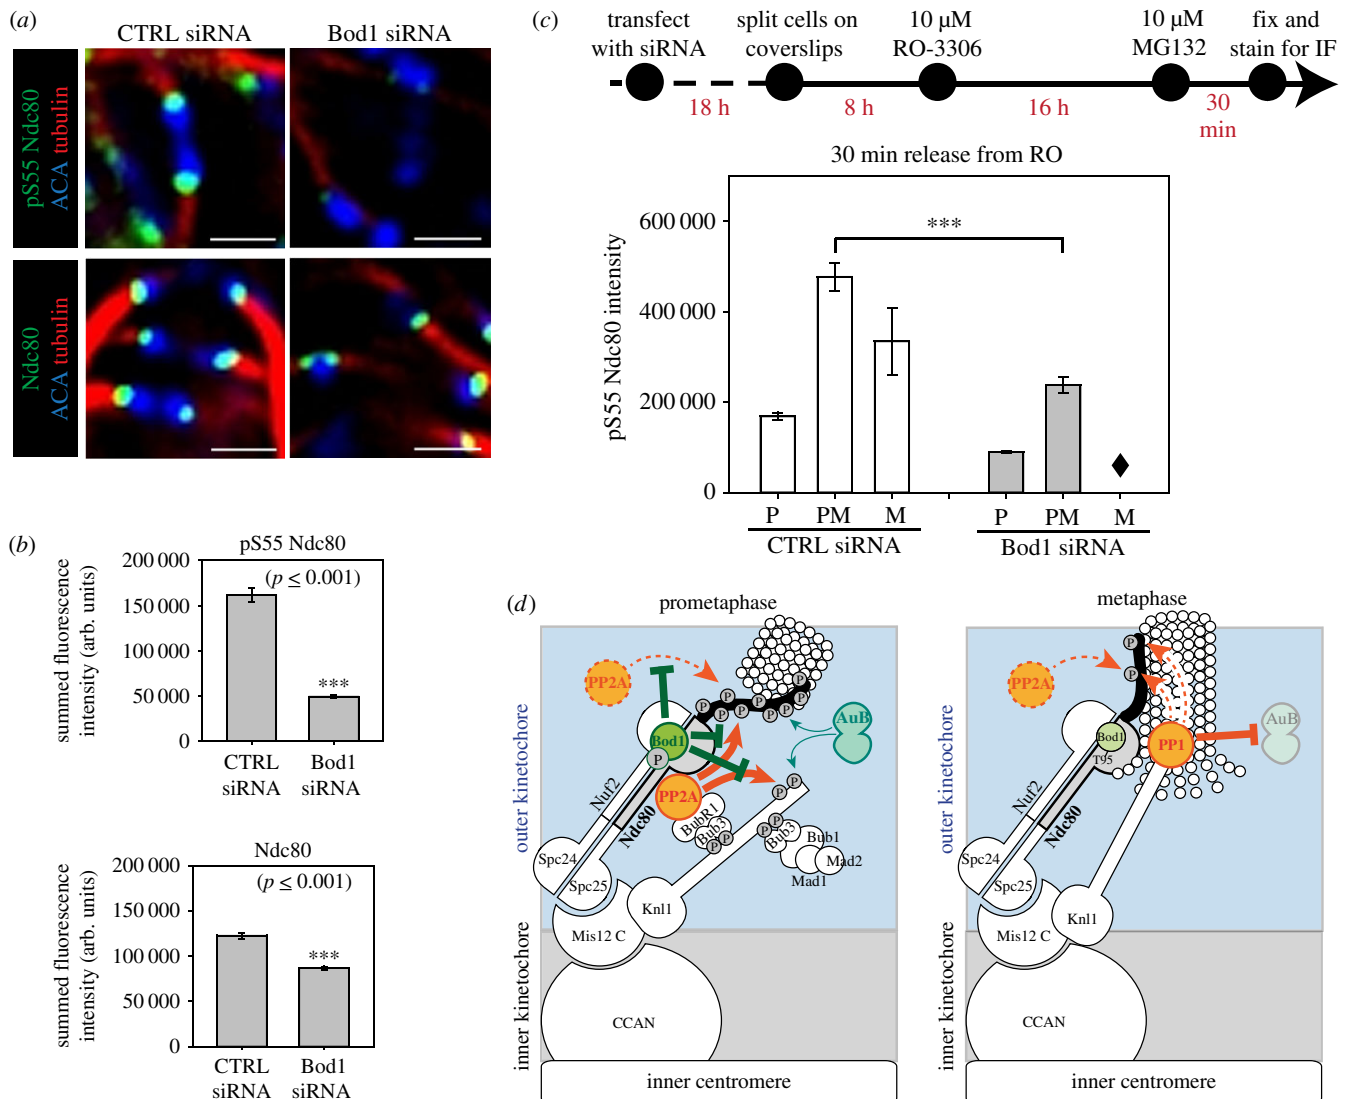 (a)
CTRL siRNA
Bod1 siRNA
pS55 Ndc80
ACA tubulin
Ndc80
ACA tubulin
(b)
pS55 Ndc80
(p ≤ 0.001)
summed fluorescence
intensity (arb. units)
200 000
150 000
100 000
50 000
0
***
CTRL
siRNA
Bod1
siRNA
Ndc80
(p ≤ 0.001)
summed fluorescence
intensity (arb. units)
200 000
150 000
100 000
50 000
0
***
CTRL
siRNA
Bod1
siRNA
(c)
transfect
with siRNA
split cells on
coverslips
10 µM
RO-3306
10 µM
MG132
fix and
stain for IF
18 h
8 h
16 h
30
min
30 min release from RO
pS55 Ndc80 intensity
600 000
400 000
200 000
0
***
P
PM
M
P
PM
M
CTRL siRNA
Bod1 siRNA
(d)
prometaphase
outer kinetochore
inner kinetochore
PP2A
P
P
P
P
P
P
P
P
P
Bod1
P
AuB
PP2A
Nuf2
Ndc80
BubR1
Bub3
P
P
P
P
P
P
Bub3
Bub1
Mad2
Mad1
Spc24
Spc25
Knl1
Mis12 C
CCAN
inner centromere
metaphase
outer kinetochore
inner kinetochore
PP2A
P
P
Bod1
T95
PP1
AuB
Nuf2
Ndc80
Spc24
Spc25
Knl1
Mis12 C
CCAN
inner centromere